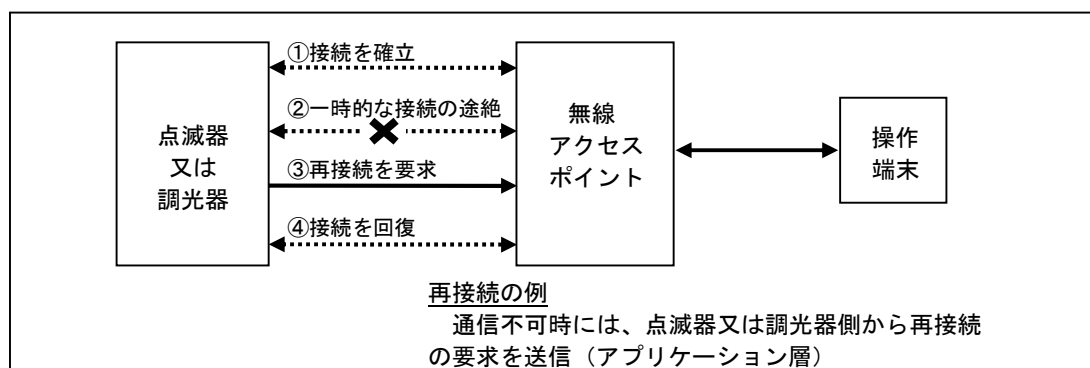 ①接続を確立
②一時的な接続の途絶
点滅器
又は
調光器
③再接続を要求
④接続を回復
無線
アクセス
ポイント
操作
端末
再接続の例
通信不可時には、点滅器又は調光器側から再接続
の要求を送信（アプリケーション層）